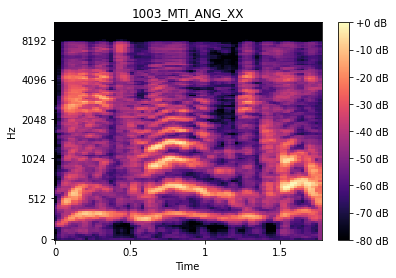 1003_MTI_ANG_XX
Hz
8192
4096
2048
1024
512
0
0
0.5
1
1.5
Time
+0 dB
-10 dB
-20 dB
-30 dB
-40 dB
-50 dB
-60 dB
-70 dB
-80 dB